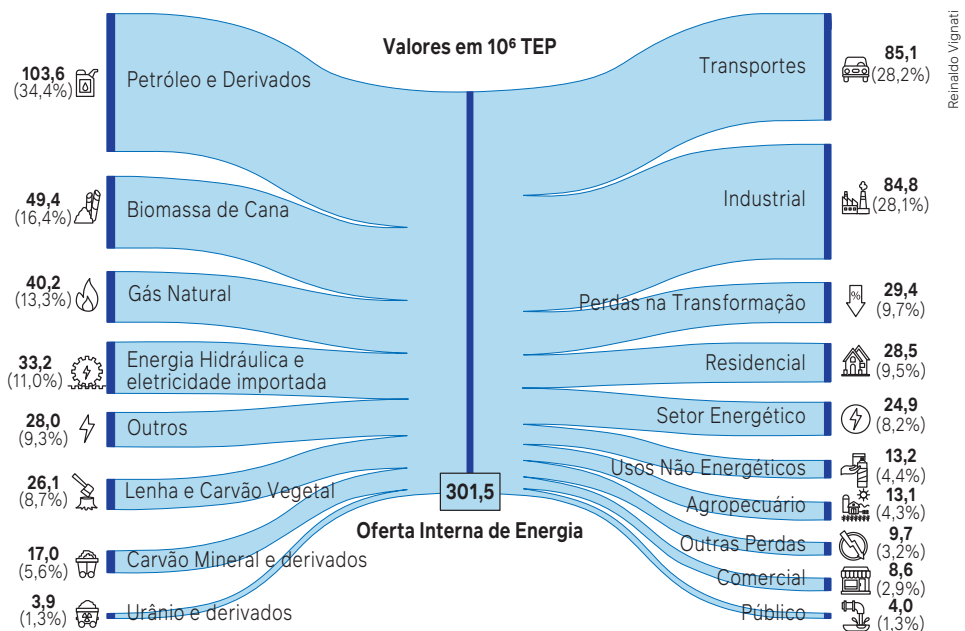 Valores em 10⁶ TEP
103,6
(34,4%)
Petróleo e Derivados
49,4
(16,4%)
Biomassa de Cana
40,2
(13,3%)
Gás Natural
33,2
(11,0%)
Energia Hidráulica e
eletricidade importada
28,0
(9,3%)
Outros
26,1
(8,7%)
Lenha e Carvão Vegetal
17,0
(5,6%)
Carvão Mineral e derivados
3,9
(1,3%)
Urânio e derivados
301,5
Oferta Interna de Energia
Transportes
85,1
(28,2%)
Industrial
84,8
(28,1%)
Perdas na Transformação
%
29,4
(9,7%)
Residencial
28,5
(9,5%)
Setor Energético
24,9
(8,2%)
Usos Não Energéticos
13,2
(4,4%)
Agropecuário
13,1
(4,3%)
Outras Perdas
9,7
(3,2%)
Comercial
8,6
(2,9%)
Público
4,0
(1,3%)
Reinaldo Vignati